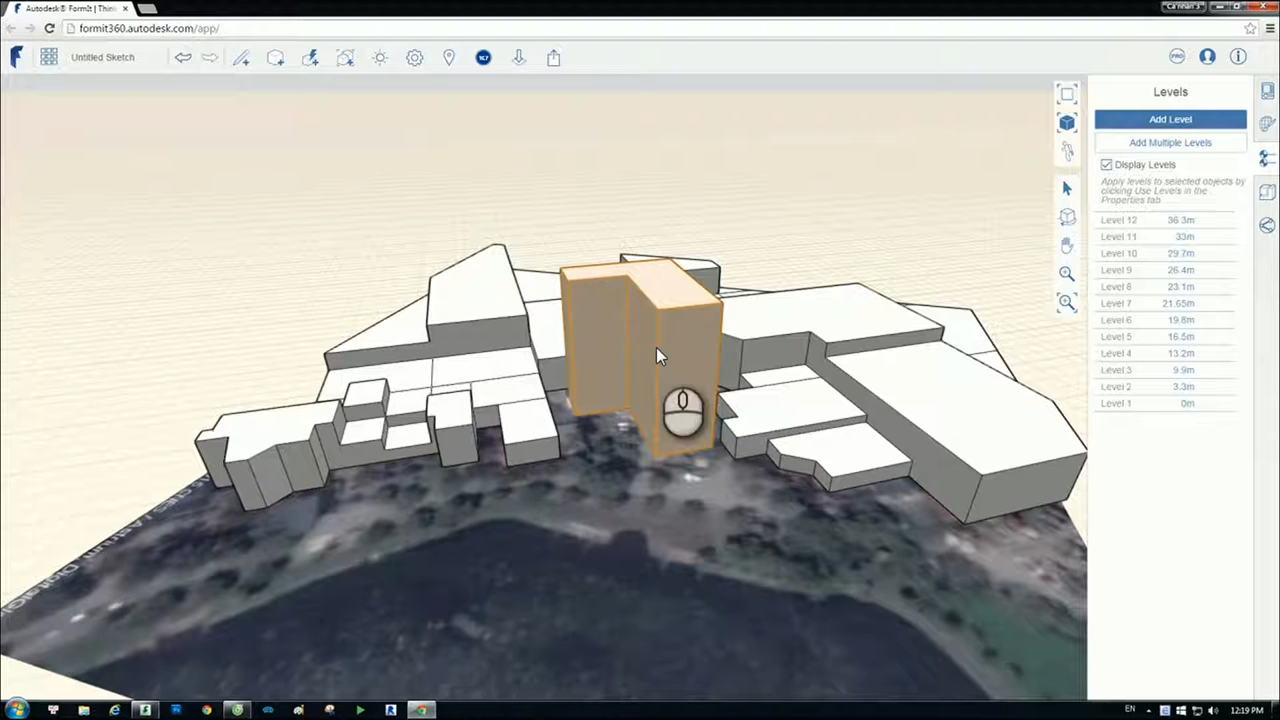 Autodesk® FormIt | Thin
formit360.autodesk.com/app/
Untitled Sketch
16.7
PRO
Levels
Add Level
Add Multiple Levels
Display Levels
Apply levels to selected objects by
clicking Use Levels in the
Properties tab
Level 12 36.3m
Level 11 33m
Level 10 29.7m
Level 9 26.4m
Level 8 23.1m
Level 7 21.65m
Level 6 19.8m
Level 5 16.5m
Level 4 13.2m
Level 3 9.9m
Level 2 3.3m
Level 1 0m
EN
12:19 PM